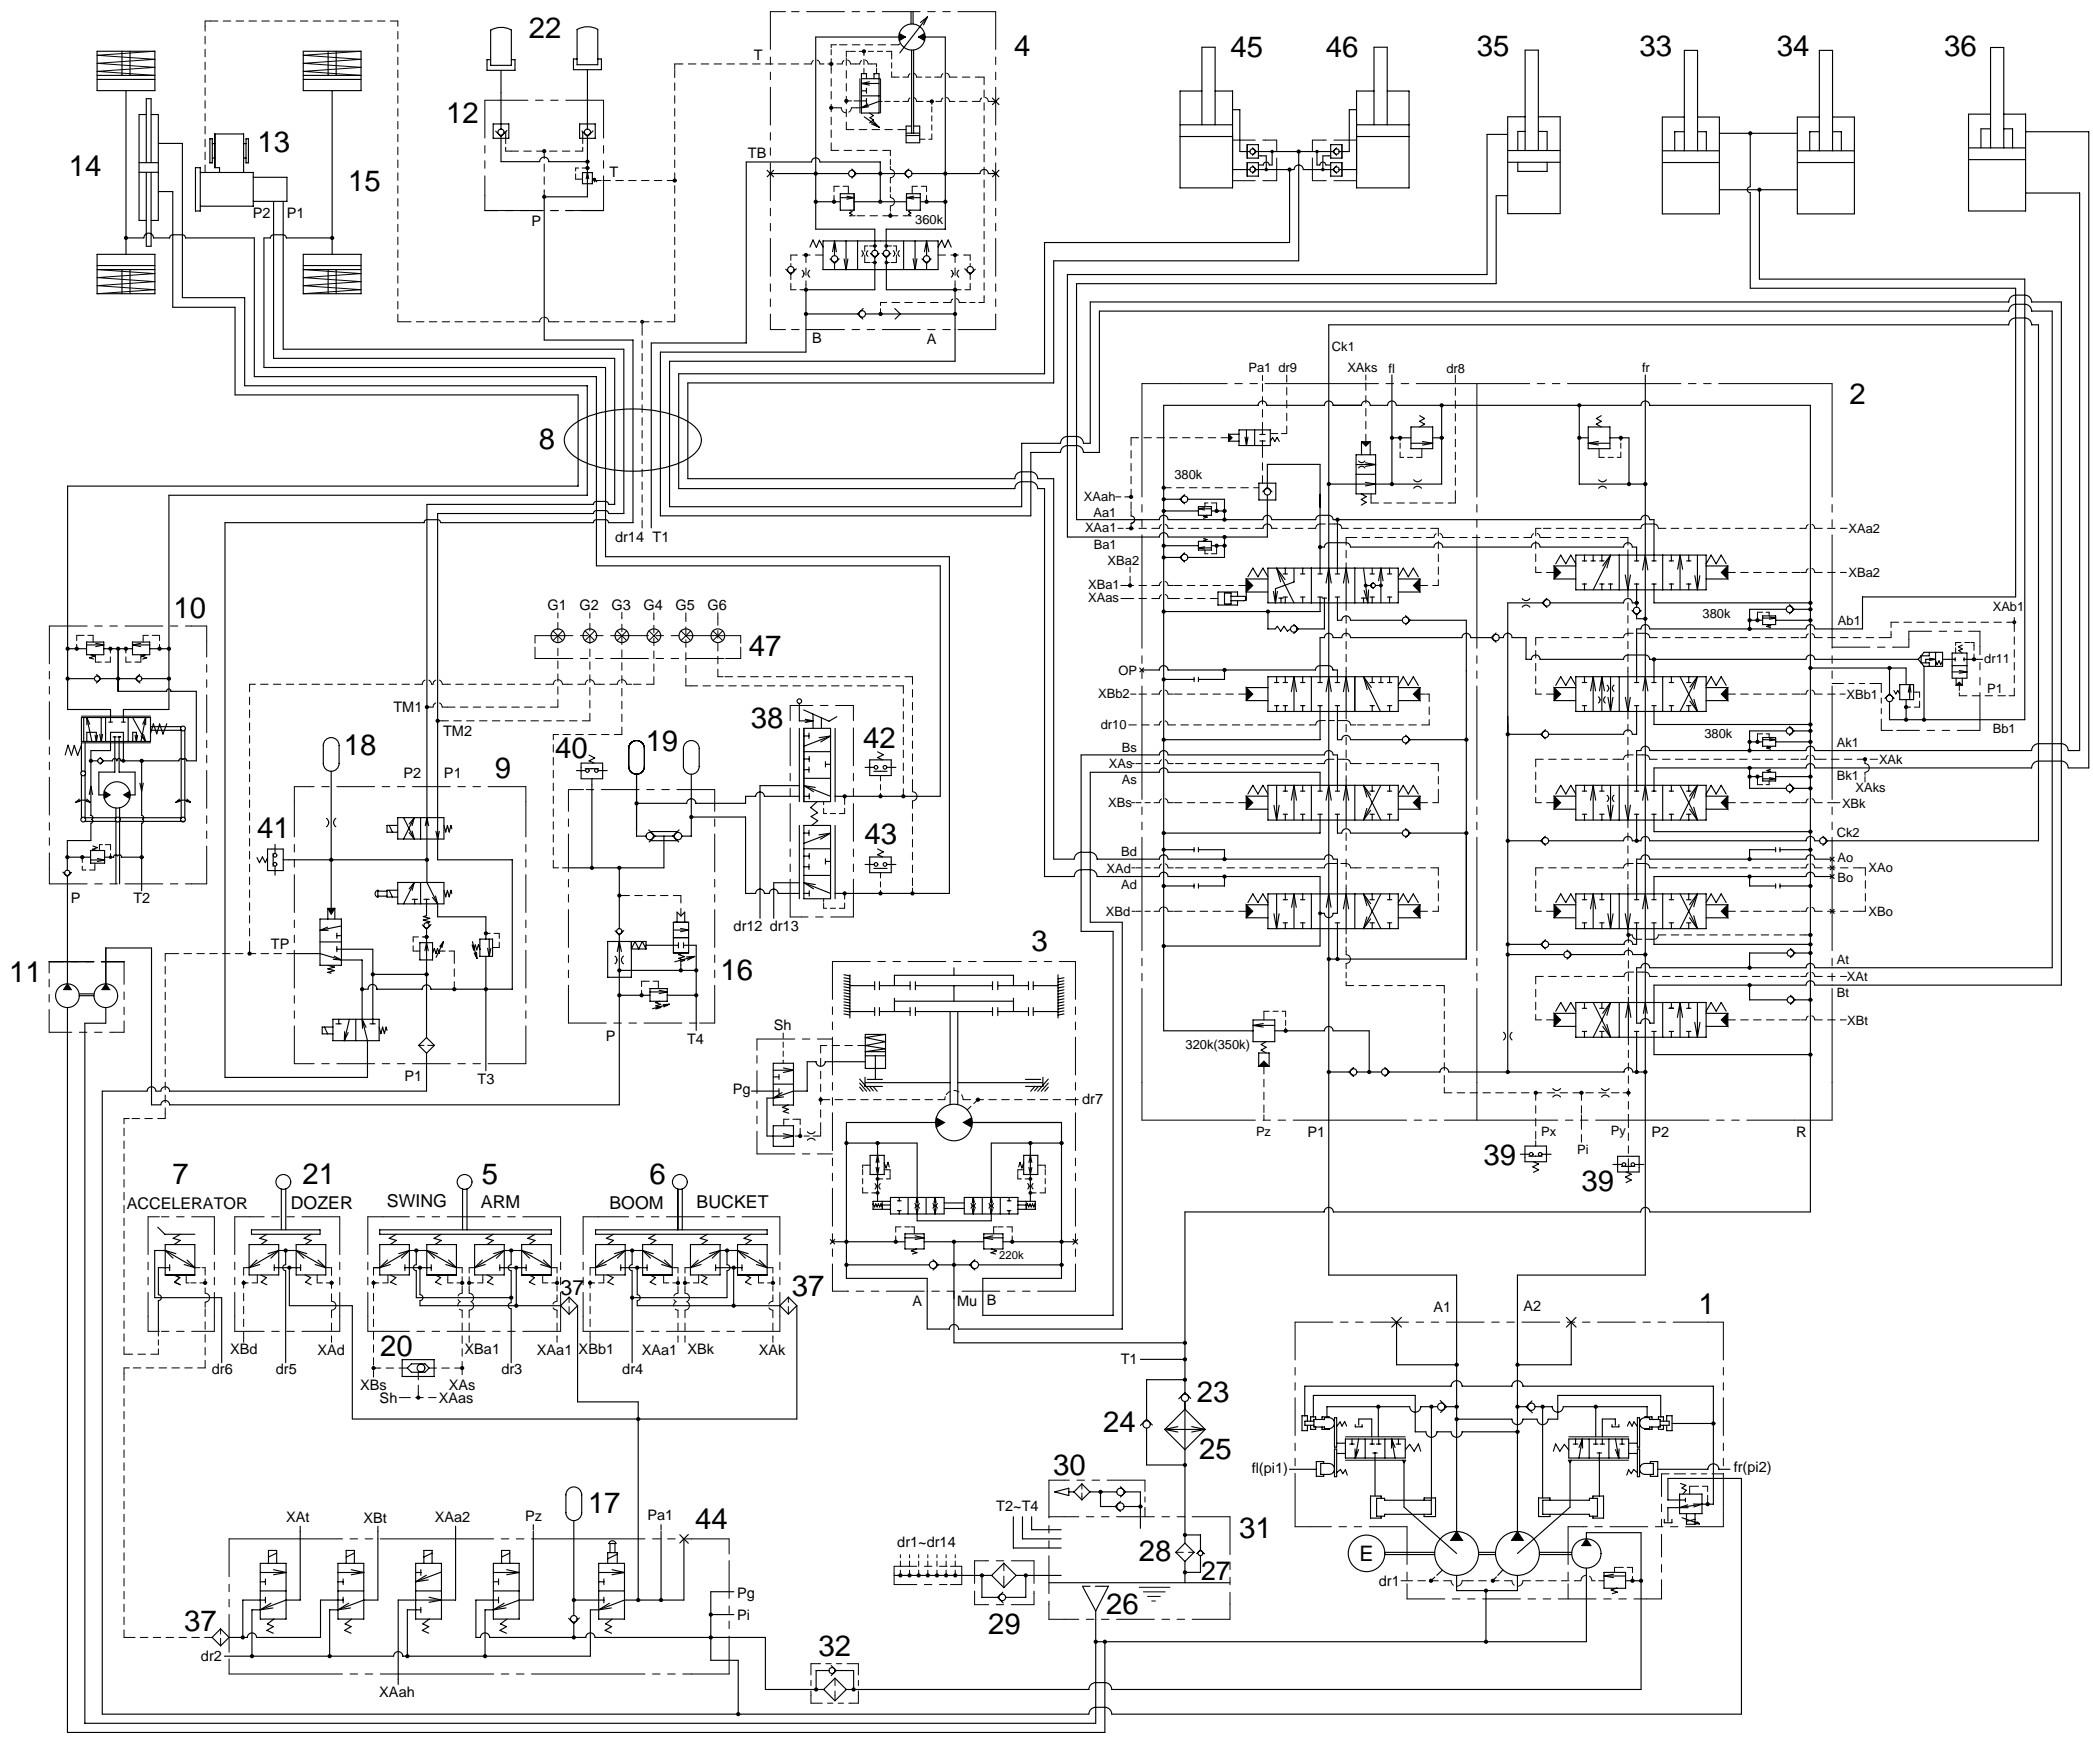 22
4
45
46
35
33
34
36
T
12
13
14
15
T
TB
P2
P1
P
360k
B
A
Ck1
Pa1
dr9
XAks
fl
dr8
fr
2
8
380k
XAah
Aa1
XAa1
Ba1
XBa2
XBa1
XAas
XAa2
XBa2
dr14
T1
10
G1
G2
G3
G4
G5
G6
47
380k
Ab1
XAb1
dr11
P1
XBb1
Bb1
OP
XBb2
dr10
TM1
TM2
38
42
18
40
19
P2
P1
9
380k
Ak1
XAk
Bk1
XAks
XBk
Ck2
Bs
XAs
As
XBs
41
43
Bd
XAd
Ad
XBd
Ao
XAo
Bo
XBo
P
T2
TP
dr12
dr13
3
16
At
XAt
Bt
XBt
11
Sh
P
T4
320k(350k)
Pg
dr7
P1
T3
Pz
P1
Px
Pi
Py
P2
R
39
39
7
21
5
6
ACCELERATOR
DOZER
SWING
ARM
BOOM
BUCKET
220k
37
37
A
Mu
B
A1
A2
1
20
XBd
dr5
XAd
dr6
XBs
Sh
XAs
XAas
XBa1
dr3
XAa1
XBb1
dr4
XAa1
XBk
XAk
T1
23
24
25
fl(pi1)
fr(pi2)
30
17
XAt
XBt
XAa2
Pz
Pa1
44
T2~T4
31
dr1~dr14
28
27
E
dr1
Pg
Pi
26
29
37
dr2
32
XAah